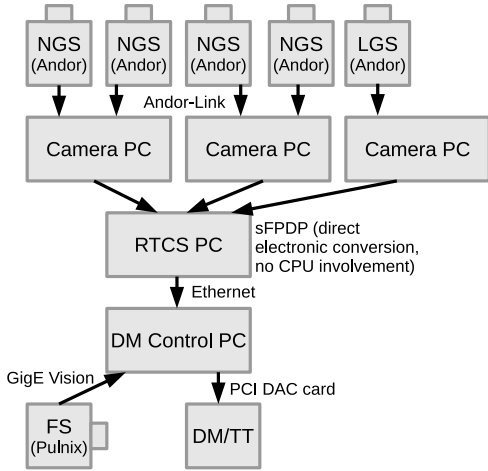 NGS
(Andor)
NGS
(Andor)
NGS
(Andor)
NGS
(Andor)
LGS
(Andor)
Andor-Link
Camera PC
Camera PC
Camera PC
RTCS PC
sFPDP (direct
electronic conversion,
no CPU involvement)
Ethernet
DM Control PC
GigE Vision
PCI DAC card
FS
(Pulnix)
DM/TT